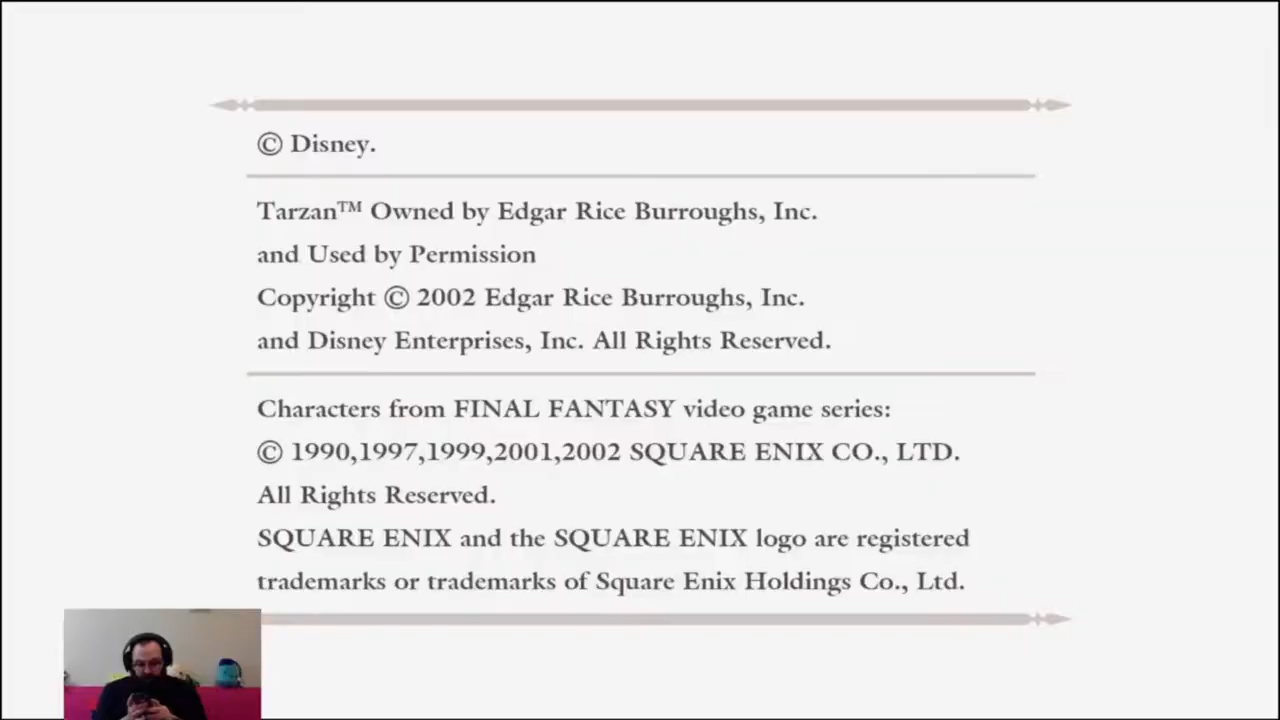 © Disney.
Tarzan™ Owned by Edgar Rice Burroughs, Inc.
and Used by Permission
Copyright © 2002 Edgar Rice Burroughs, Inc.
and Disney Enterprises, Inc. All Rights Reserved.
Characters from FINAL FANTASY video game series:
© 1990,1997,1999,2001,2002 SQUARE ENIX CO., LTD.
All Rights Reserved.
SQUARE ENIX and the SQUARE ENIX logo are registered
trademarks or trademarks of Square Enix Holdings Co., Ltd.